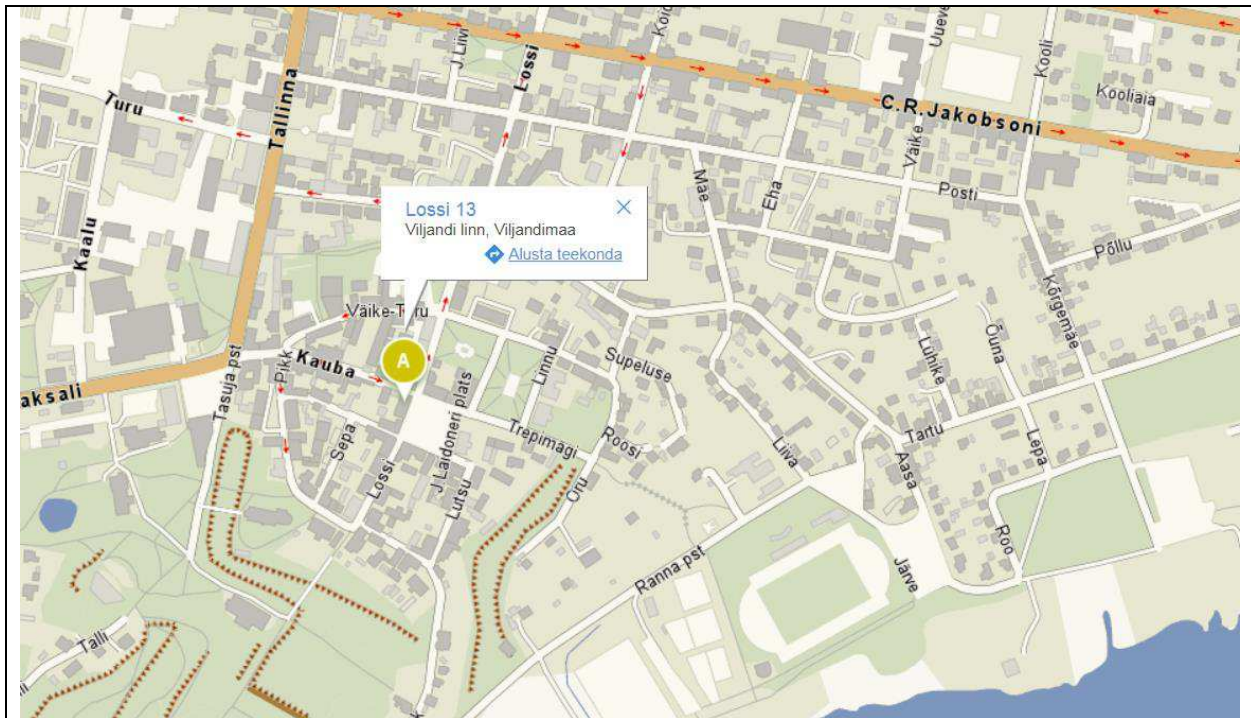 Lossi 13
Viljandi linn, Viljandimaa
Alusta teekonda
A
J Liivi
Lossi
Kooli
Kooliaia
Turu
Tallinna
C.R.Jakobsoni
Väike
Mäe
Eha
Posti
Kaalu
Põllu
Väike-Turu
Kõrgemäe
Pikk
Kauba
Linnu
Supeluse
Lühike
Õuna
Tasuja pst
J Laidoneri plats
Sepa
Lossi
Trepimägi
Roosi
Liiva
Tartu
Lepa
Aasa
Lutsu
Oru
Roo
Ranna pst
Järve
Talli